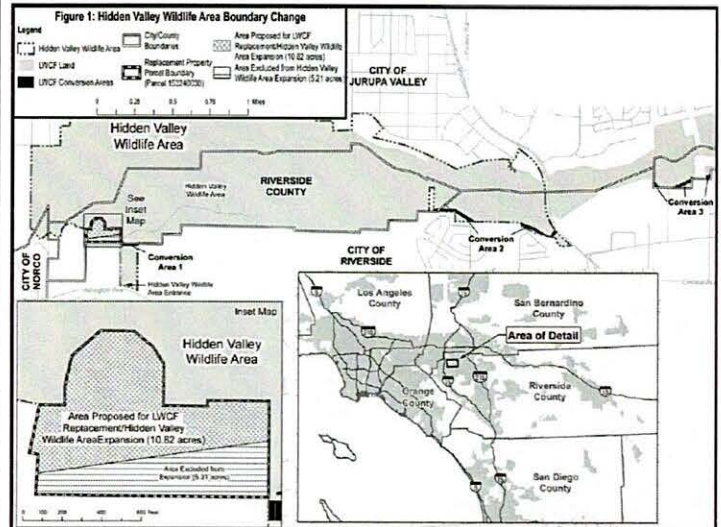 Figure 1: Hidden Valley Wildlife Area Boundary Change
Legend
Hidden Valley Wildlife Area
LWCF Land
LWCF Conversion Areas
City/County
Boundaries
Replacement Property
Parcel Boundary
Area Proposed for LWCF
Replacement/Hidden Valley Wildlife
Area Expansion (10.82 acres)
Area Excluded from Hidden Valley
Wildlife Area Expansion (5.21 acres)
0 0.25 0.5 1 Miles
CITY OF
JURUPA VALLEY
Hidden Valley
Wildlife Area
RIVERSIDE
COUNTY
Hidden Valley
Wildlife Area
See
Inset
Map
Conversion
Area 3
Conversion
Area 2
Conversion
Area 1
CITY OF
NORCO
CITY OF
RIVERSIDE
Hidden Valley Wildlife
Area Entrance
Inset Map
Hidden Valley
Wildlife Area
Area Proposed for LWCF
Replacement/Hidden Valley
Wildlife AreaExpansion (10.82 acres)
Area Excluded from
Expansion (5.21 acres)
Los Angeles
County
San Bernardino
County
Area of Detail
Orange
County
Riverside
County
San Diego
County